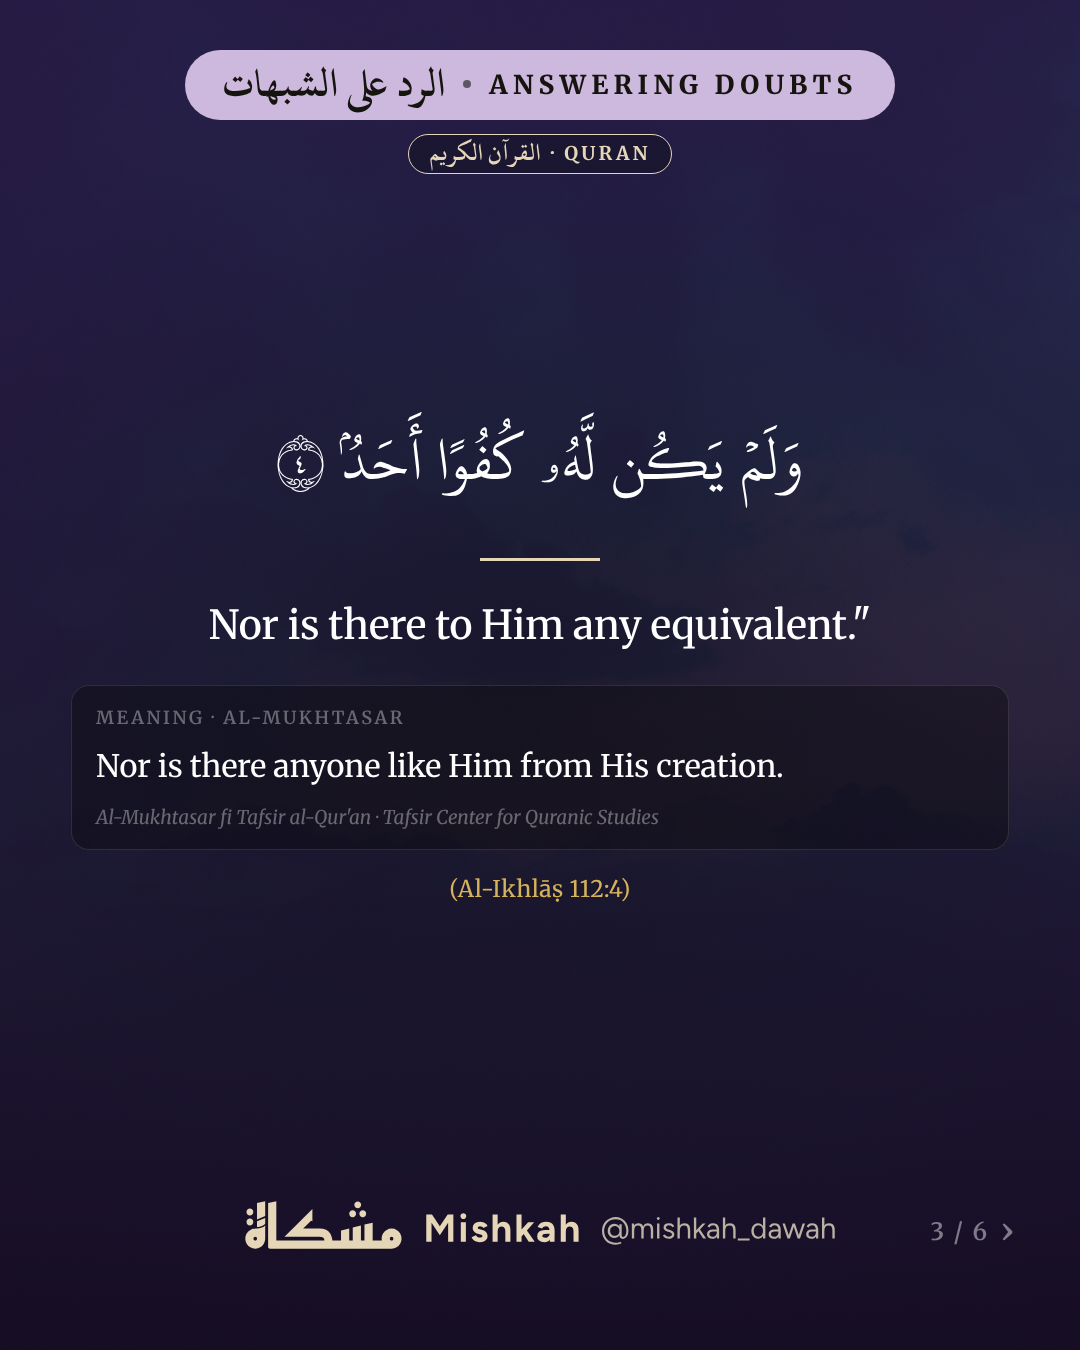 الرد على الشبهات • ANSWERING DOUBTS
القرآن الكريم · QURAN
وَلَمْ يَكُن لَّهُۥ كُفُوًا أَحَدٌۢ ٤
Nor is there to Him any equivalent."
MEANING · AL-MUKHTASAR
Nor is there anyone like Him from His creation.
Al-Mukhtasar fi Tafsir al-Qur'an · Tafsir Center for Quranic Studies
(Al-Ikhlāṣ 112:4)
مشكاة Mishkah @mishkah_dawah 3 / 6 ›